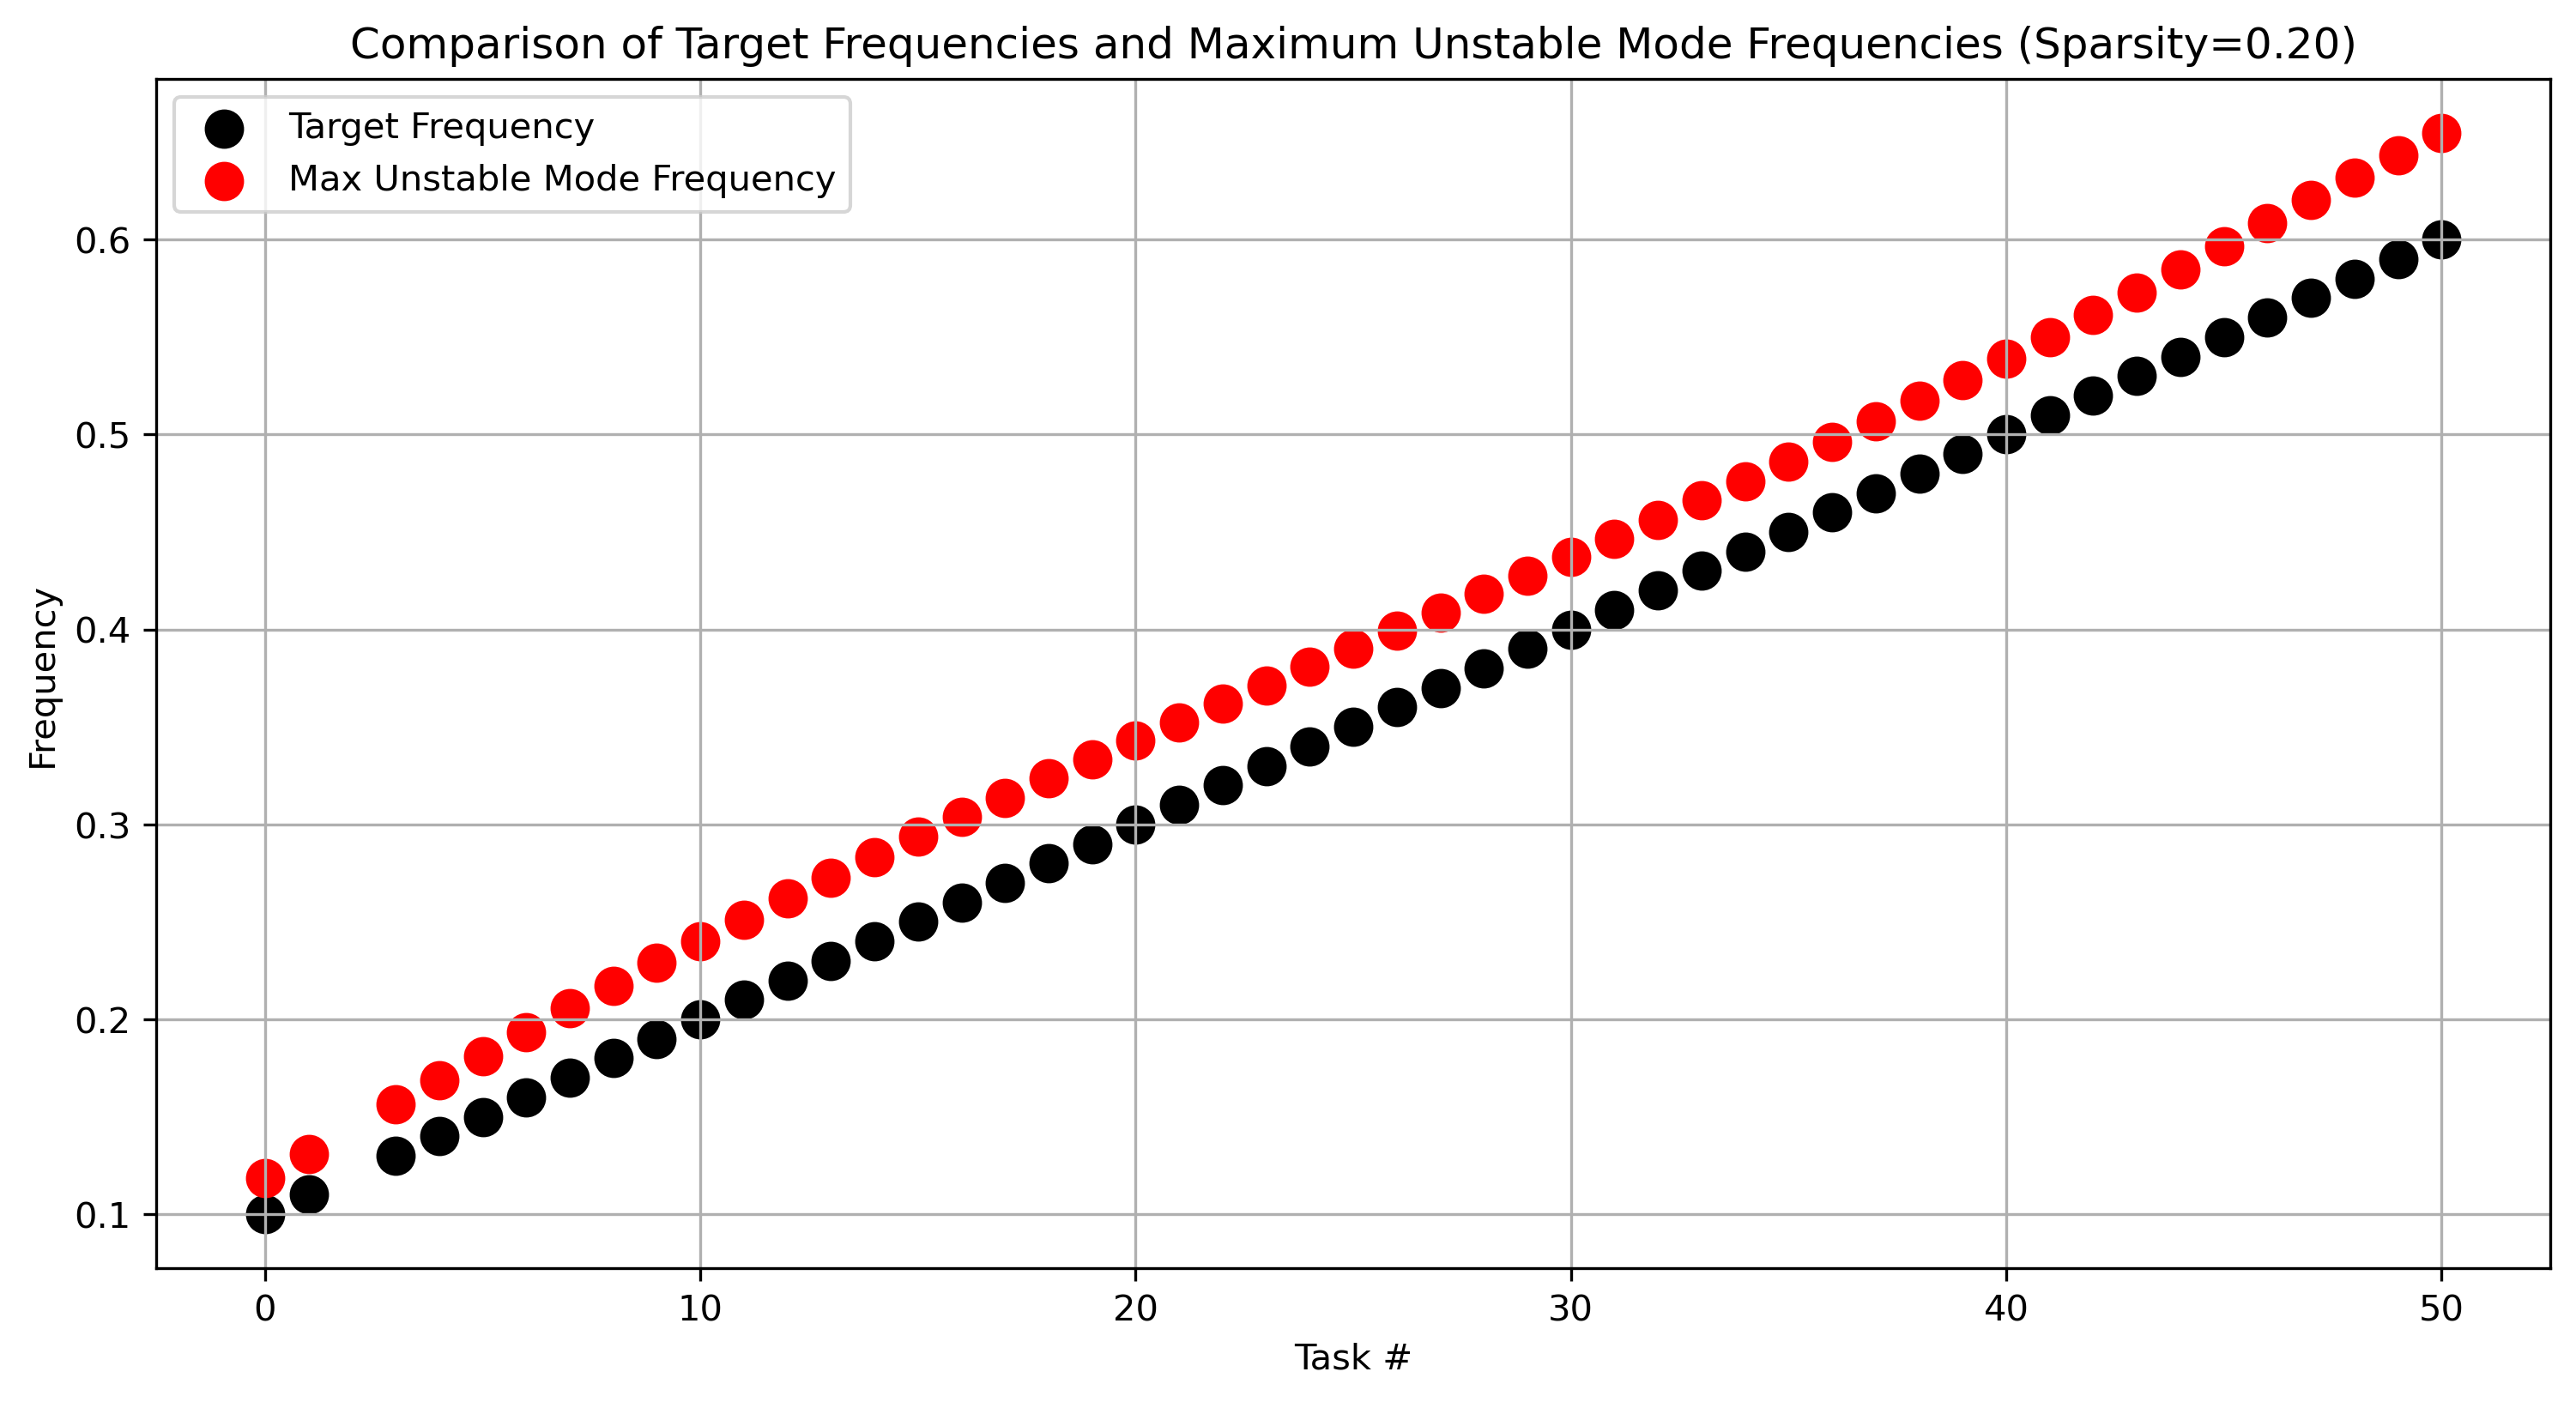 Comparison of Target Frequencies and Maximum Unstable Mode Frequencies (Sparsity=0.20)
Target Frequency
Max Unstable Mode Frequency
0.6
0.5
0.4
0.3
0.2
0.1
Frequency
0 10 20 30 40 50
Task #